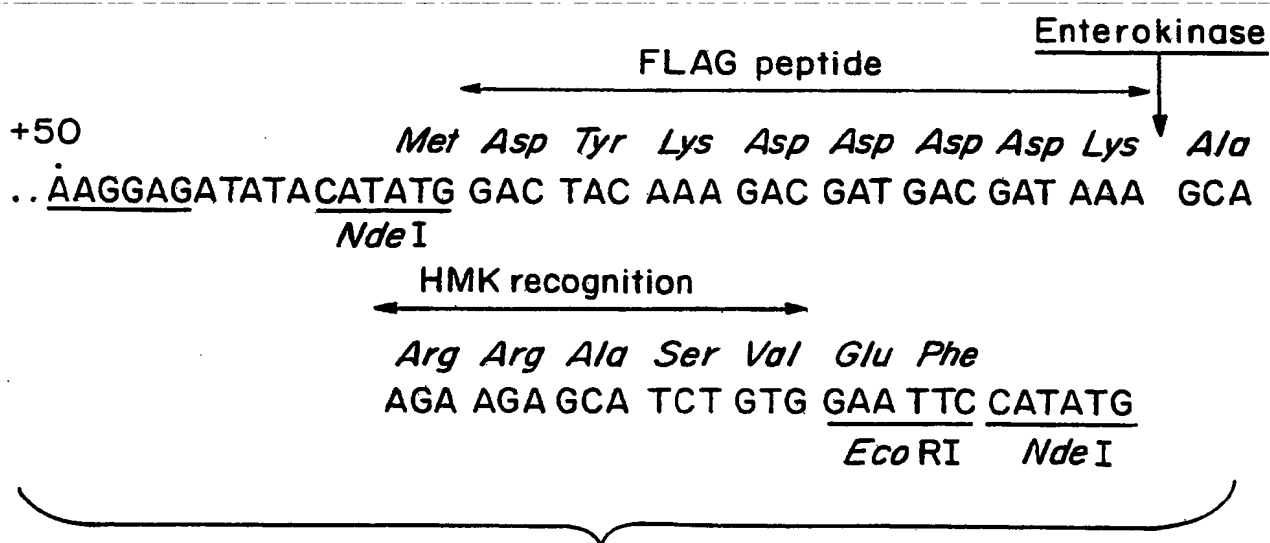 Enterokinase
FLAG peptide
+50
Met Asp Tyr Lys Asp Asp Asp Asp Lys Ala
..AAGGAGATATACATATG GAC TAC AAA GAC GAT GAC GAT AAA GCA
NdeI
HMK recognition
Arg Arg Ala Ser Val Glu Phe
AGA AGA GCA TCT GTG GAA TTC CATATG
EcoRI NdeI